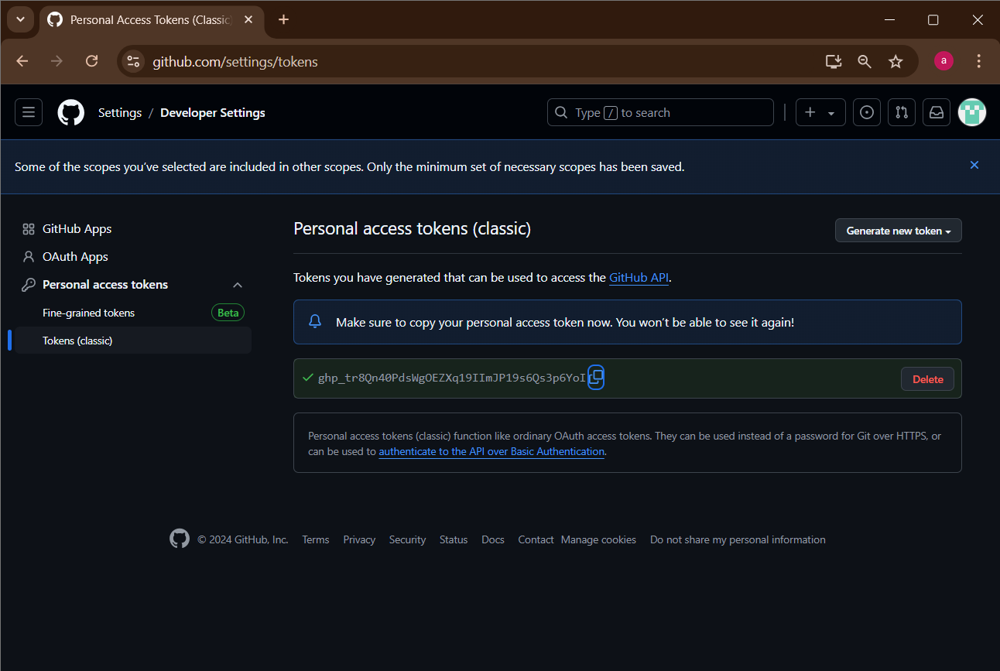 Personal Access Tokens (Classic
github.com/settings/tokens
a
Settings / Developer Settings
Type / to search
Some of the scopes you've selected are included in other scopes. Only the minimum set of necessary scopes has been saved.
GitHub Apps
OAuth Apps
Personal access tokens
Fine-grained tokens Beta
Tokens (classic)
Personal access tokens (classic)
Generate new token
Tokens you have generated that can be used to access the GitHub API.
Make sure to copy your personal access token now. You won't be able to see it again!
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
Delete
Personal access tokens (classic) function like ordinary OAuth access tokens. They can be used instead of a password for Git over HTTPS, or
can be used to authenticate to the API over Basic Authentication.
© 2024 GitHub, Inc. Terms Privacy Security Status Docs Contact Manage cookies Do not share my personal information